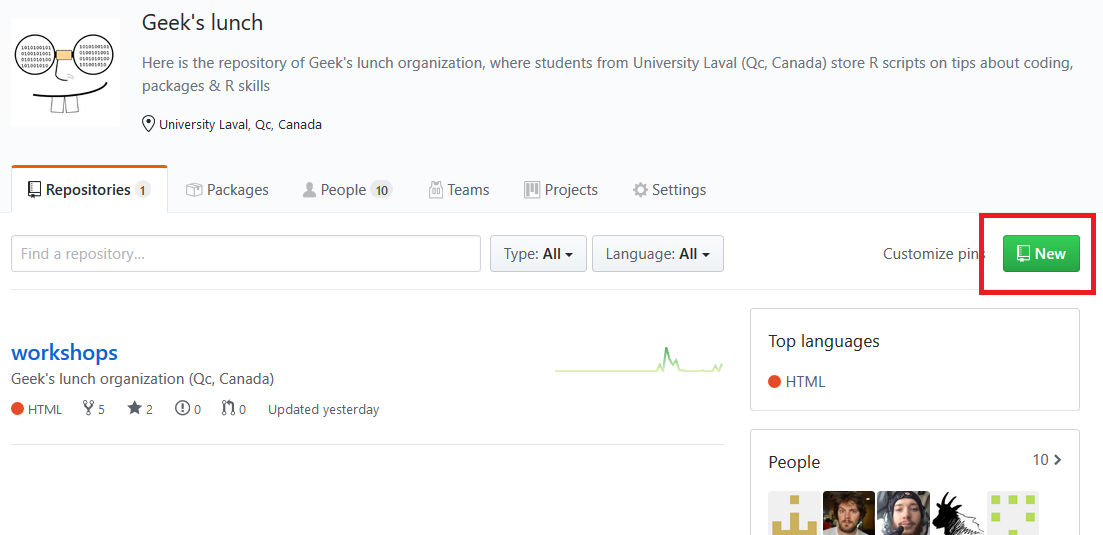 Geek's lunch
Here is the repository of Geek's lunch organization, where students from University Laval (Qc, Canada) store R scripts on tips about coding,
packages & R skills
University Laval, Qc, Canada
Repositories 1 Packages People 10 Teams Projects Settings
Find a repository... Type: All Language: All Customize pins New
workshops
Geek's lunch organization (Qc, Canada)
HTML 5 2 0 0 Updated yesterday
Top languages
HTML
People 10